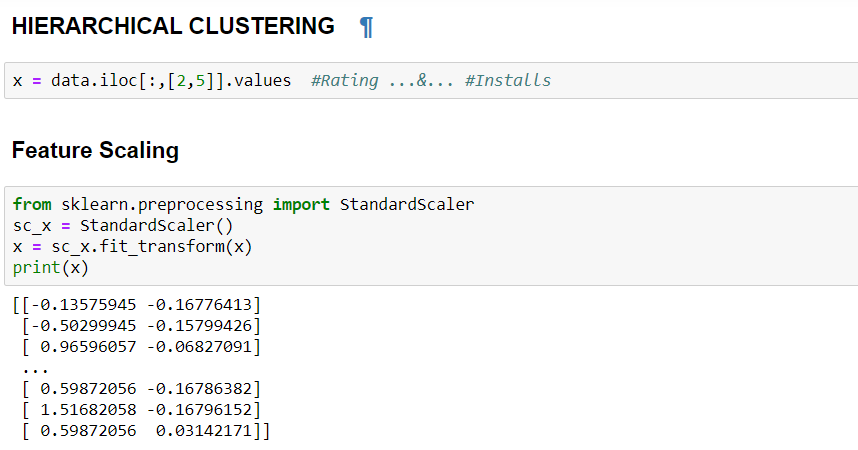 HIERARCHICAL CLUSTERING ¶
x = data.iloc[:,[2,5]].values  #Rating ...&... #Installs
Feature Scaling
from sklearn.preprocessing import StandardScaler
sc_x = StandardScaler()
x = sc_x.fit_transform(x)
print(x)
[[-0.13575945 -0.16776413]
 [-0.50299945 -0.15799426]
 [ 0.96596057 -0.06827091]
 ...
 [ 0.59872056 -0.16786382]
 [ 1.51682058 -0.16796152]
 [ 0.59872056  0.03142171]]